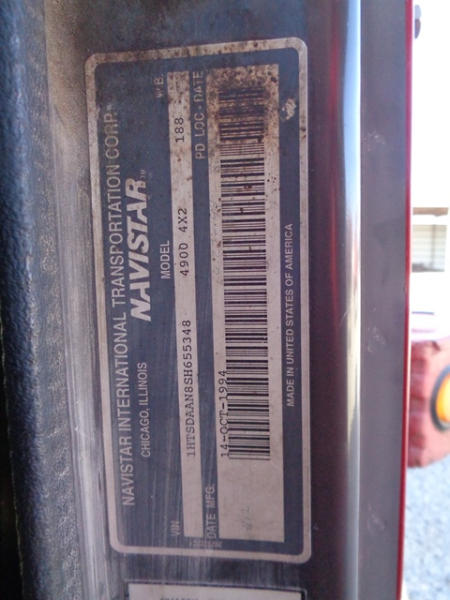 NAVISTAR INTERNATIONAL TRANSPORTATION CORP.
CHICAGO, ILLINOIS
NAVISTAR™
VIN MODEL W.B.
1HTSDAAN8SH655348 4900 4X2 188
DATE MFG. PD LOC-DATE
14-OCT-1994
MADE IN UNITED STATES OF AMERICA